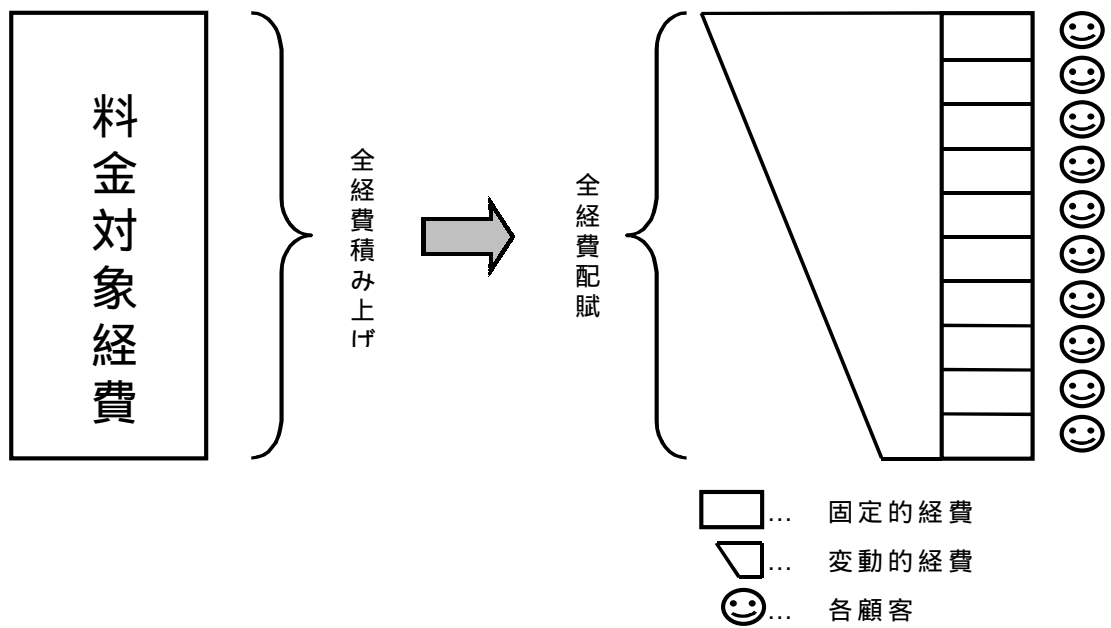 料金対象経費
全経費積み上げ
全経費配賦
… 固定的経費
… 変動的経費
… 各顧客